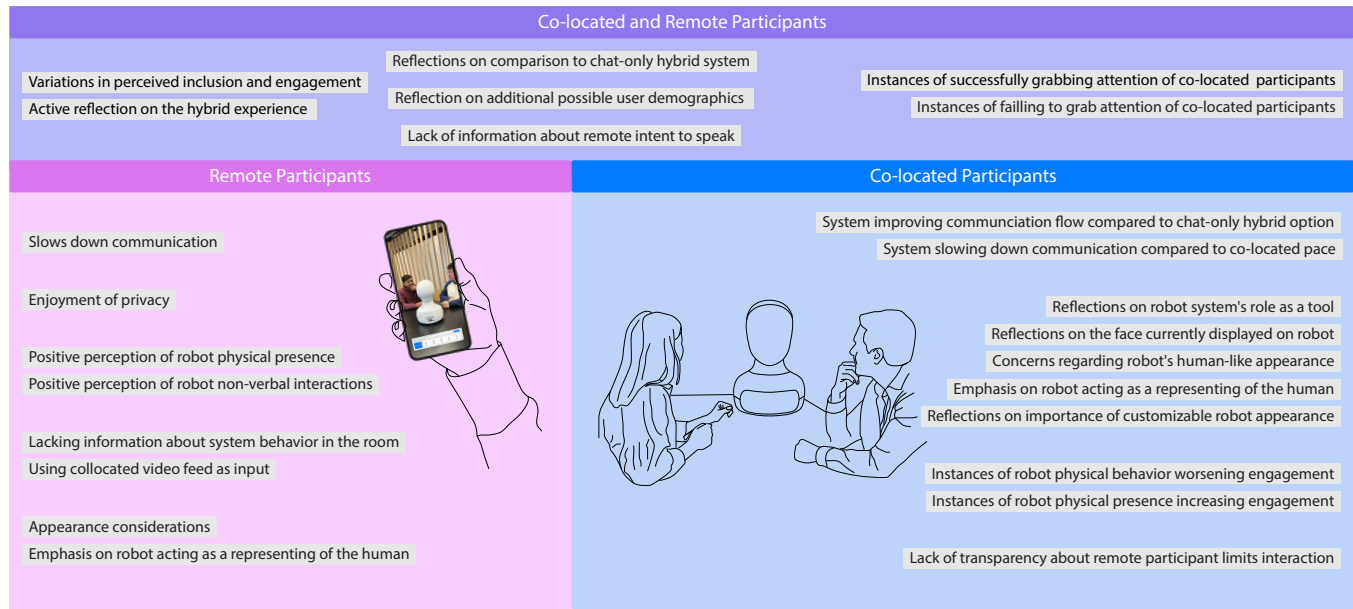 Co-located and Remote Participants
Variations in perceived inclusion and engagement
Active reflection on the hybrid experience
Reflections on comparison to chat-only hybrid system
Reflection on additional possible user demographics
Lack of information about remote intent to speak
Instances of successfully grabbing attention of co-located participants
Instances of failling to grab attention of co-located participants
Remote Participants
Slows down communication
Enjoyment of privacy
Positive perception of robot physical presence
Positive perception of robot non-verbal interactions
Lacking information about system behavior in the room
Using collocated video feed as input
Appearance considerations
Emphasis on robot acting as a representing of the human
Co-located Participants
System improving communciation flow compared to chat-only hybrid option
System slowing down communication compared to co-located pace
Reflections on robot system's role as a tool
Reflections on the face currently displayed on robot
Concerns regarding robot's human-like appearance
Emphasis on robot acting as a representing of the human
Reflections on importance of customizable robot appearance
Instances of robot physical behavior worsening engagement
Instances of robot physical presence increasing engagement
Lack of transparency about remote participant limits interaction